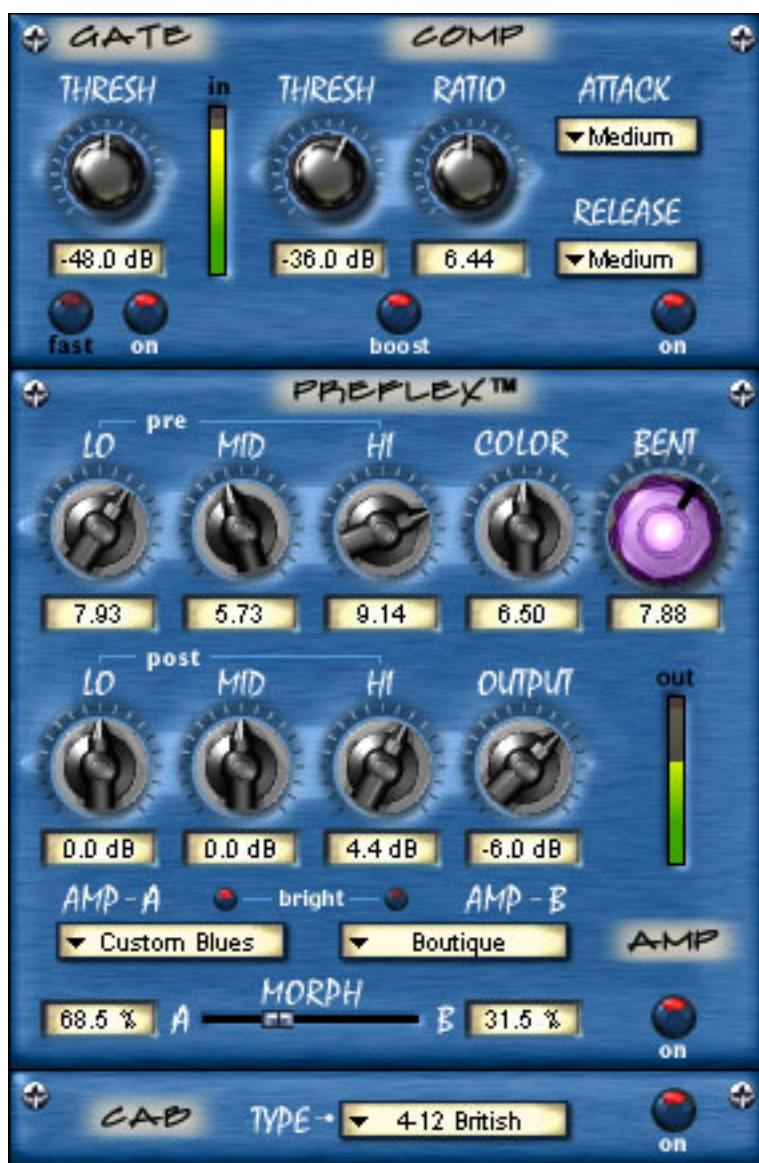 GATE COMP
THRESH in THRESH RATIO ATTACK
Medium
RELEASE
-48.0 dB -36.0 dB 6.44 Medium
fast on boost on
PREFLEX™
pre
LO MID HI COLOR BENT
7.93 5.73 9.14 6.50 7.88
post
LO MID HI OUTPUT out
0.0 dB 0.0 dB 4.4 dB -6.0 dB
AMP - A bright AMP - B
Custom Blues Boutique AMP
MORPH
68.5 % A B 31.5 %
on
CAB TYPE 4-12 British
on